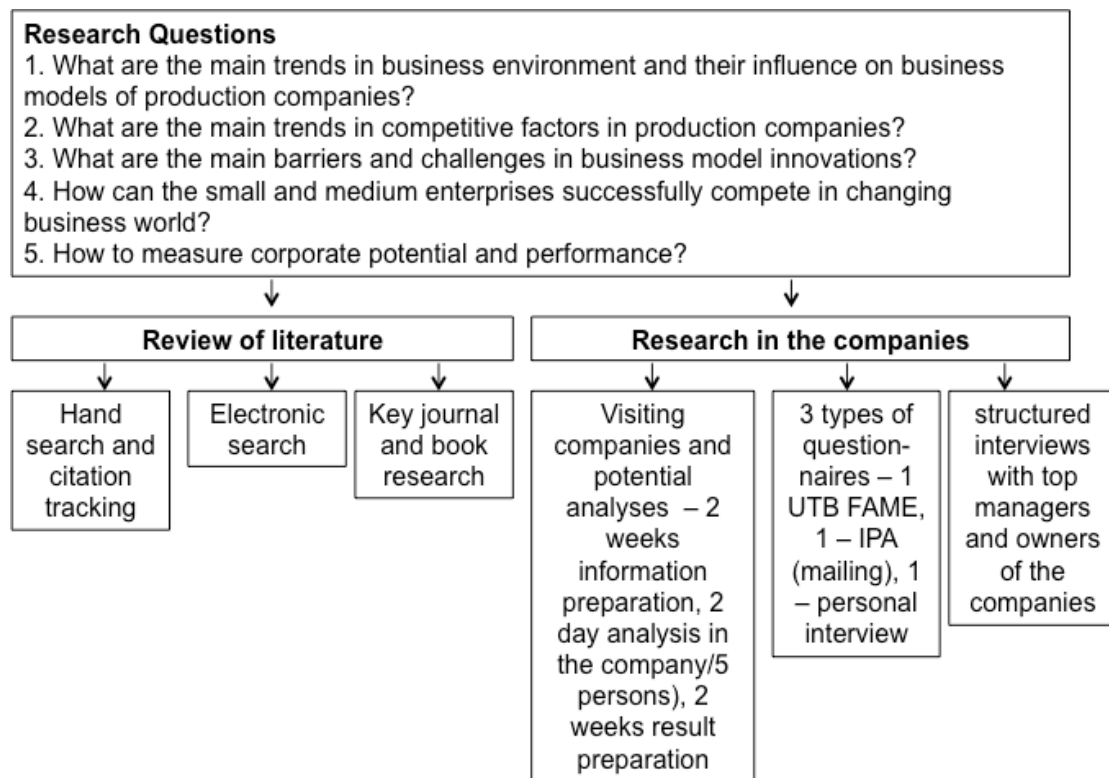 Research Questions
1. What are the main trends in business environment and their influence on business
models of production companies?
2. What are the main trends in competitive factors in production companies?
3. What are the main barriers and challenges in business model innovations?
4. How can the small and medium enterprises successfully compete in changing
business world?
5. How to measure corporate potential and performance?
Review of literature
Research in the companies
Hand
search and
citation
tracking
Electronic
search
Key journal
and book
research
Visiting
companies and
potential
analyses – 2
weeks
information
preparation, 2
day analysis in
the company/5
persons), 2
weeks result
preparation
3 types of
question-
naires – 1
UTB FAME,
1 – IPA
(mailing), 1
– personal
interview
structured
interviews
with top
managers
and owners
of the
companies